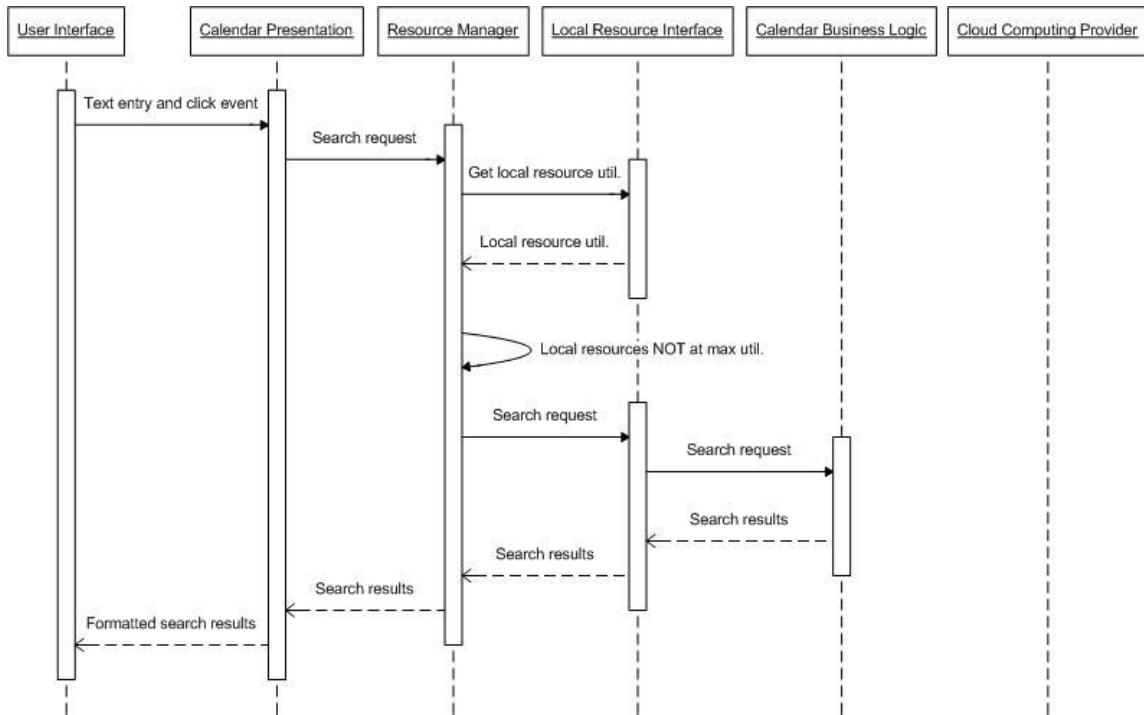 User Interface
Calendar Presentation
Resource Manager
Local Resource Interface
Calendar Business Logic
Cloud Computing Provider
Text entry and click event
Search request
Get local resource util.
Local resource util.
Local resources NOT at max util.
Search request
Search request
Search results
Search results
Search results
Formatted search results